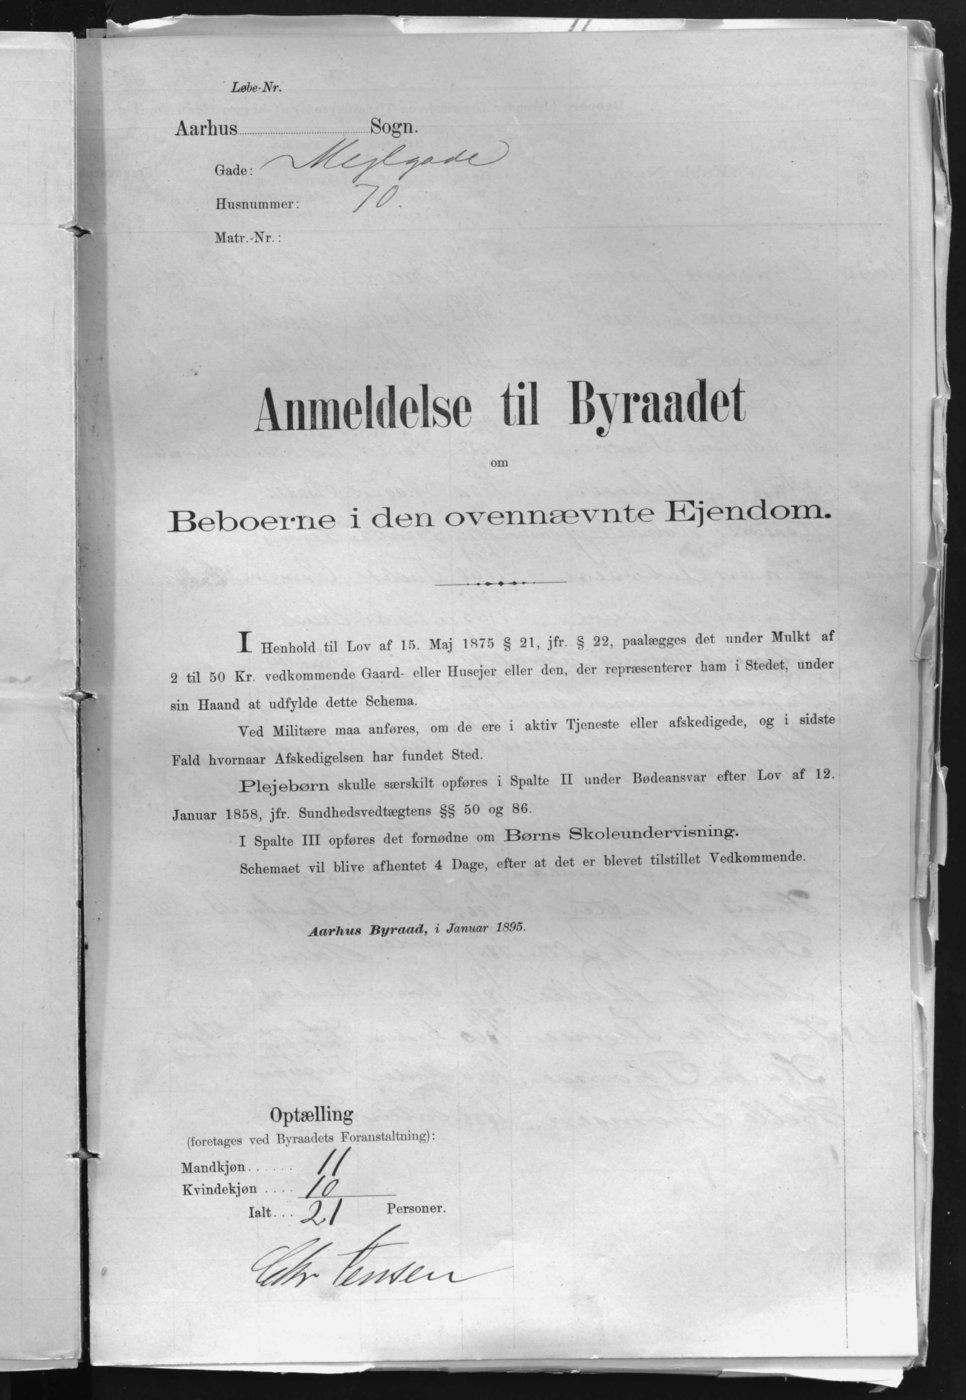 Løbe-Nr.
Aarhus Sogn.
Gade: Mejlgade
Husnummer: 70.
Matr.-Nr.:
Anmeldelse til Byraadet
om
Beboerne i den ovennævnte Ejendom.
I Henhold til Lov af 15. Maj 1875 § 21, jfr. § 22, paalægges det under Mulkt af
2 til 50 Kr. vedkommende Gaard- eller Husejer eller den, der repræsenterer ham i Stedet, under
sin Haand at udfylde dette Schema.
Ved Militære maa anføres, om de ere i aktiv Tjeneste eller afskedigede, og i sidste
Fald hvornaar Afskedigelsen har fundet Sted.
Plejebørn skulle særskilt opføres i Spalte II under Bødeansvar efter Lov af 12.
Januar 1858, jfr. Sundhedsvedtægtens §§ 50 og 86.
I Spalte III opføres det fornødne om Børns Skoleundervisning.
Schemaet vil blive afhentet 4 Dage, efter at det er blevet tilstillet Vedkommende.
Aarhus Byraad, i Januar 1895.
Optælling
(foretages ved Byraadets Foranstaltning):
Mandkjøn...... 11
Kvindekjøn .... 10
Ialt... 21 Personer.
Chr Jensen